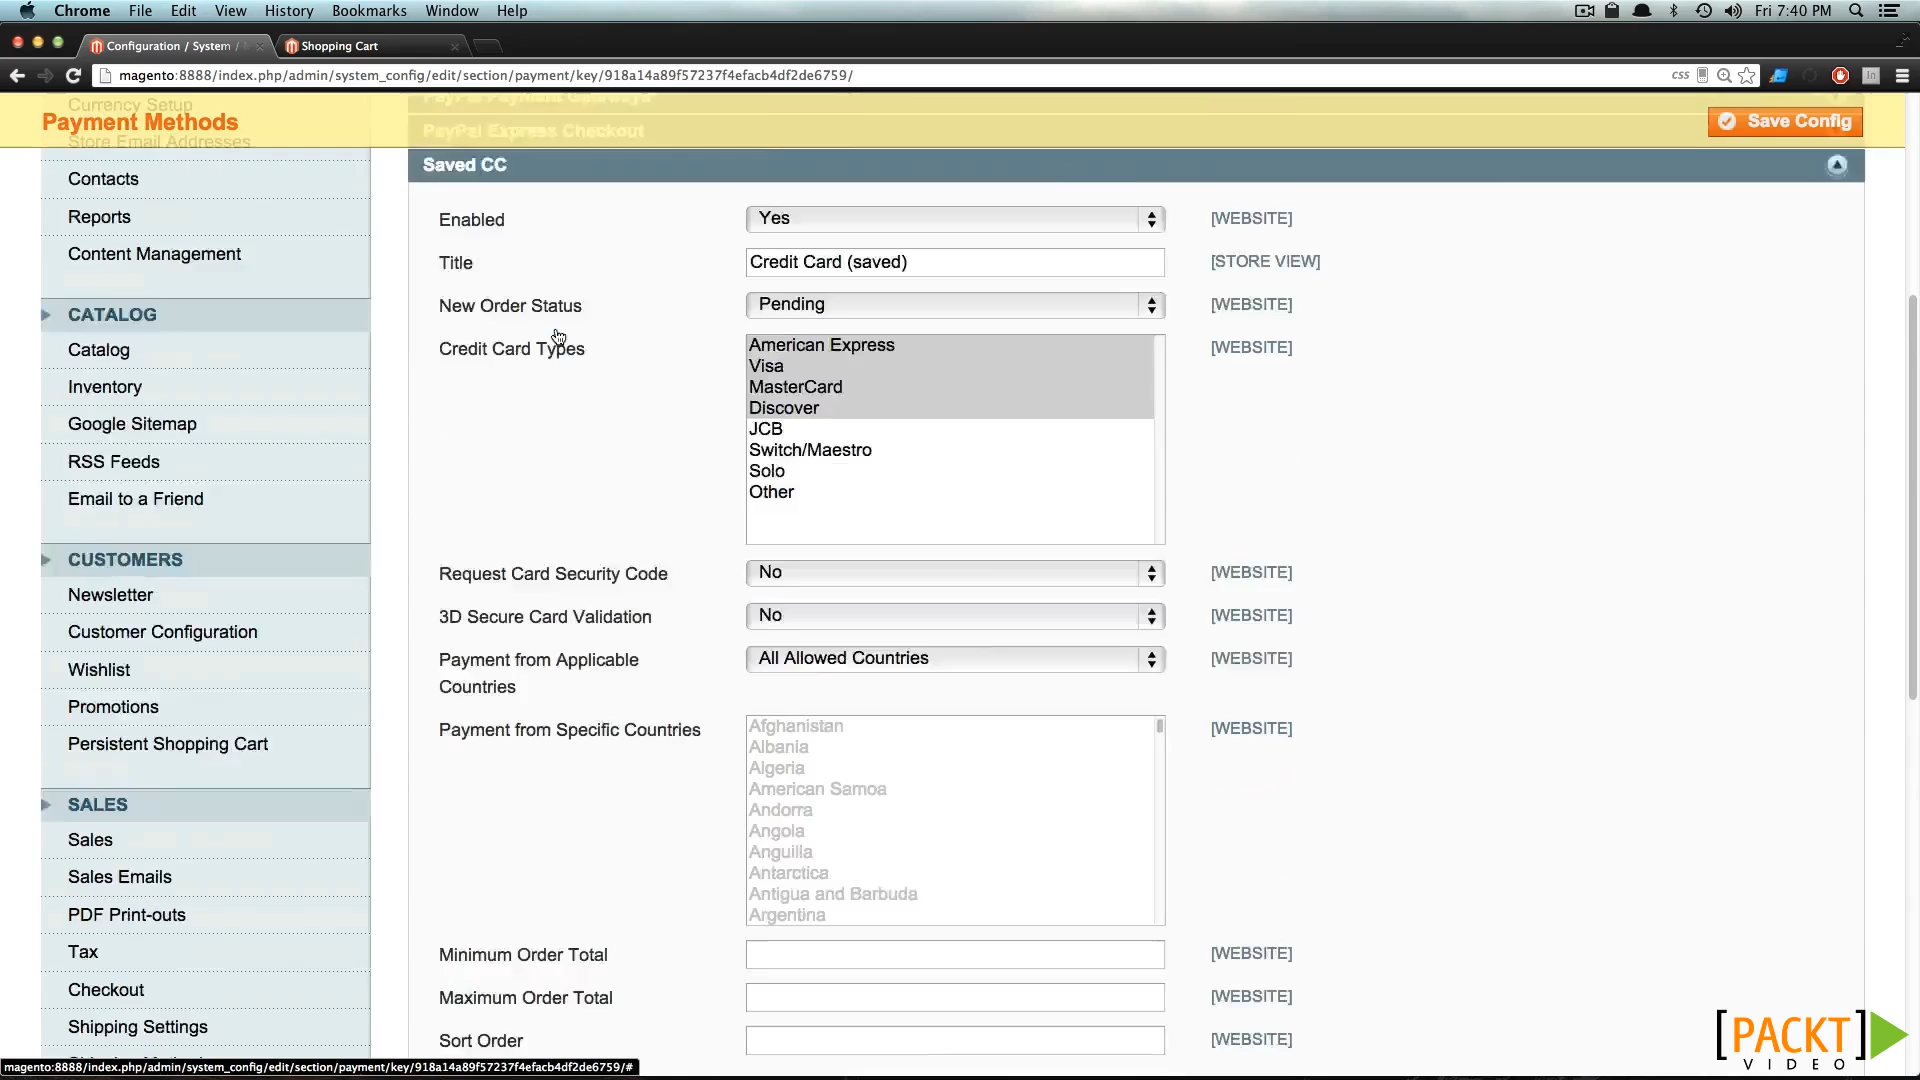 Chrome File Edit View History Bookmarks Window Help Fri 7:40 PM
Configuration / System / Shopping Cart
magento:8888/index.php/admin/system_config/edit/section/payment/key/918a14a89f57237f4efacb4df2de6759/ css
Currency Setup
PayPal Payment Gateways
Payment Methods
Save Config
PayPal Express Checkout
Store Email Addresses
Saved CC
Contacts
Reports
Content Management
CATALOG
Catalog
Inventory
Google Sitemap
RSS Feeds
Email to a Friend
CUSTOMERS
Newsletter
Customer Configuration
Wishlist
Promotions
Persistent Shopping Cart
SALES
Sales
Sales Emails
PDF Print-outs
Tax
Checkout
Shipping Settings
Enabled Yes [WEBSITE]
Title Credit Card (saved) [STORE VIEW]
New Order Status Pending [WEBSITE]
Credit Card Types American Express [WEBSITE]
Visa
MasterCard
Discover
JCB
Switch/Maestro
Solo
Other
Request Card Security Code No [WEBSITE]
3D Secure Card Validation No [WEBSITE]
Payment from Applicable All Allowed Countries [WEBSITE]
Countries
Payment from Specific Countries Afghanistan [WEBSITE]
Albania
Algeria
American Samoa
Andorra
Angola
Anguilla
Antarctica
Antigua and Barbuda
Argentina
Minimum Order Total [WEBSITE]
Maximum Order Total [WEBSITE]
Sort Order [WEBSITE]
magento:8888/index.php/admin/system_config/edit/section/payment/key/918a14a89f57237f4efacb4df2de6759/#
[PACKT]
VIDEO